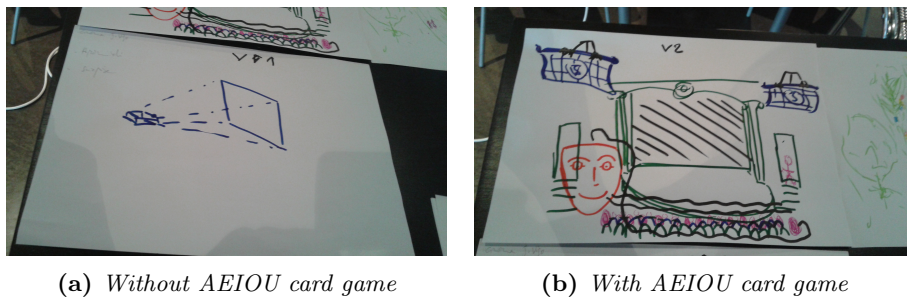 V1
V2
(a) Without AEIOU card game
(b) With AEIOU card game